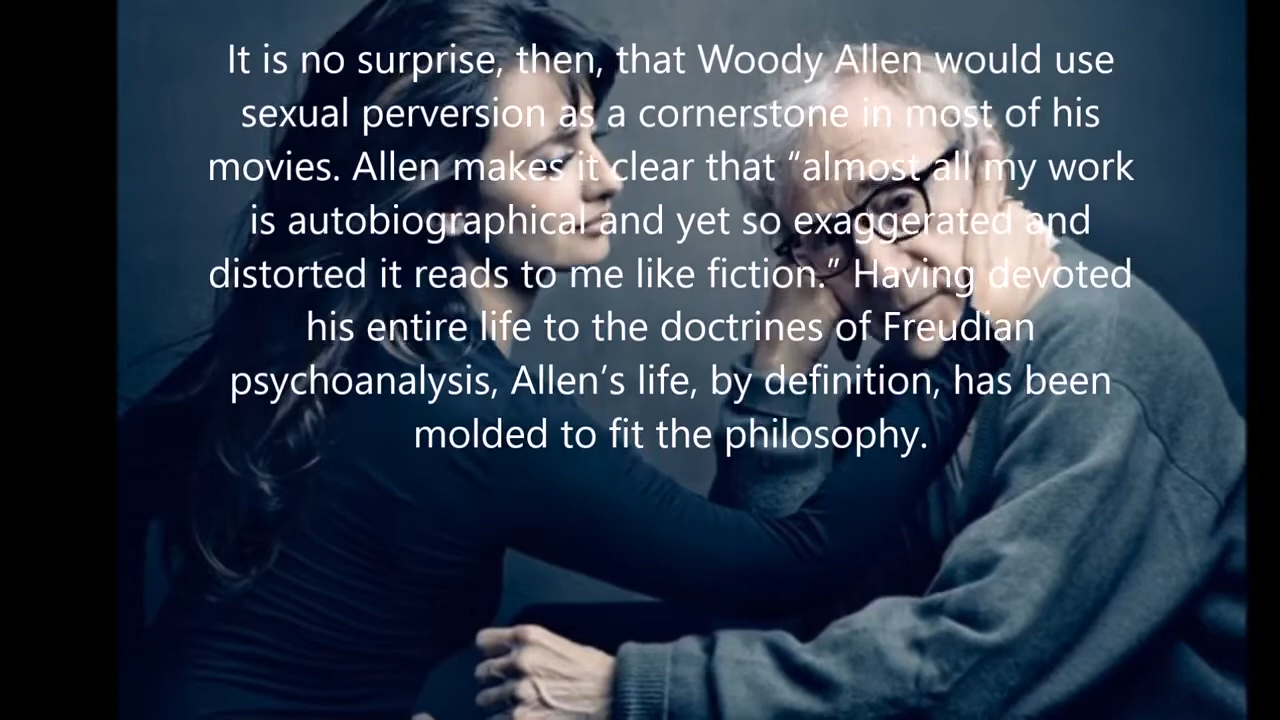 It is no surprise, then, that Woody Allen would use
sexual perversion as a cornerstone in most of his
movies. Allen makes it clear that “almost all my work
is autobiographical and yet so exaggerated and
distorted it reads to me like fiction.” Having devoted
his entire life to the doctrines of Freudian
psychoanalysis, Allen’s life, by definition, has been
molded to fit the philosophy.